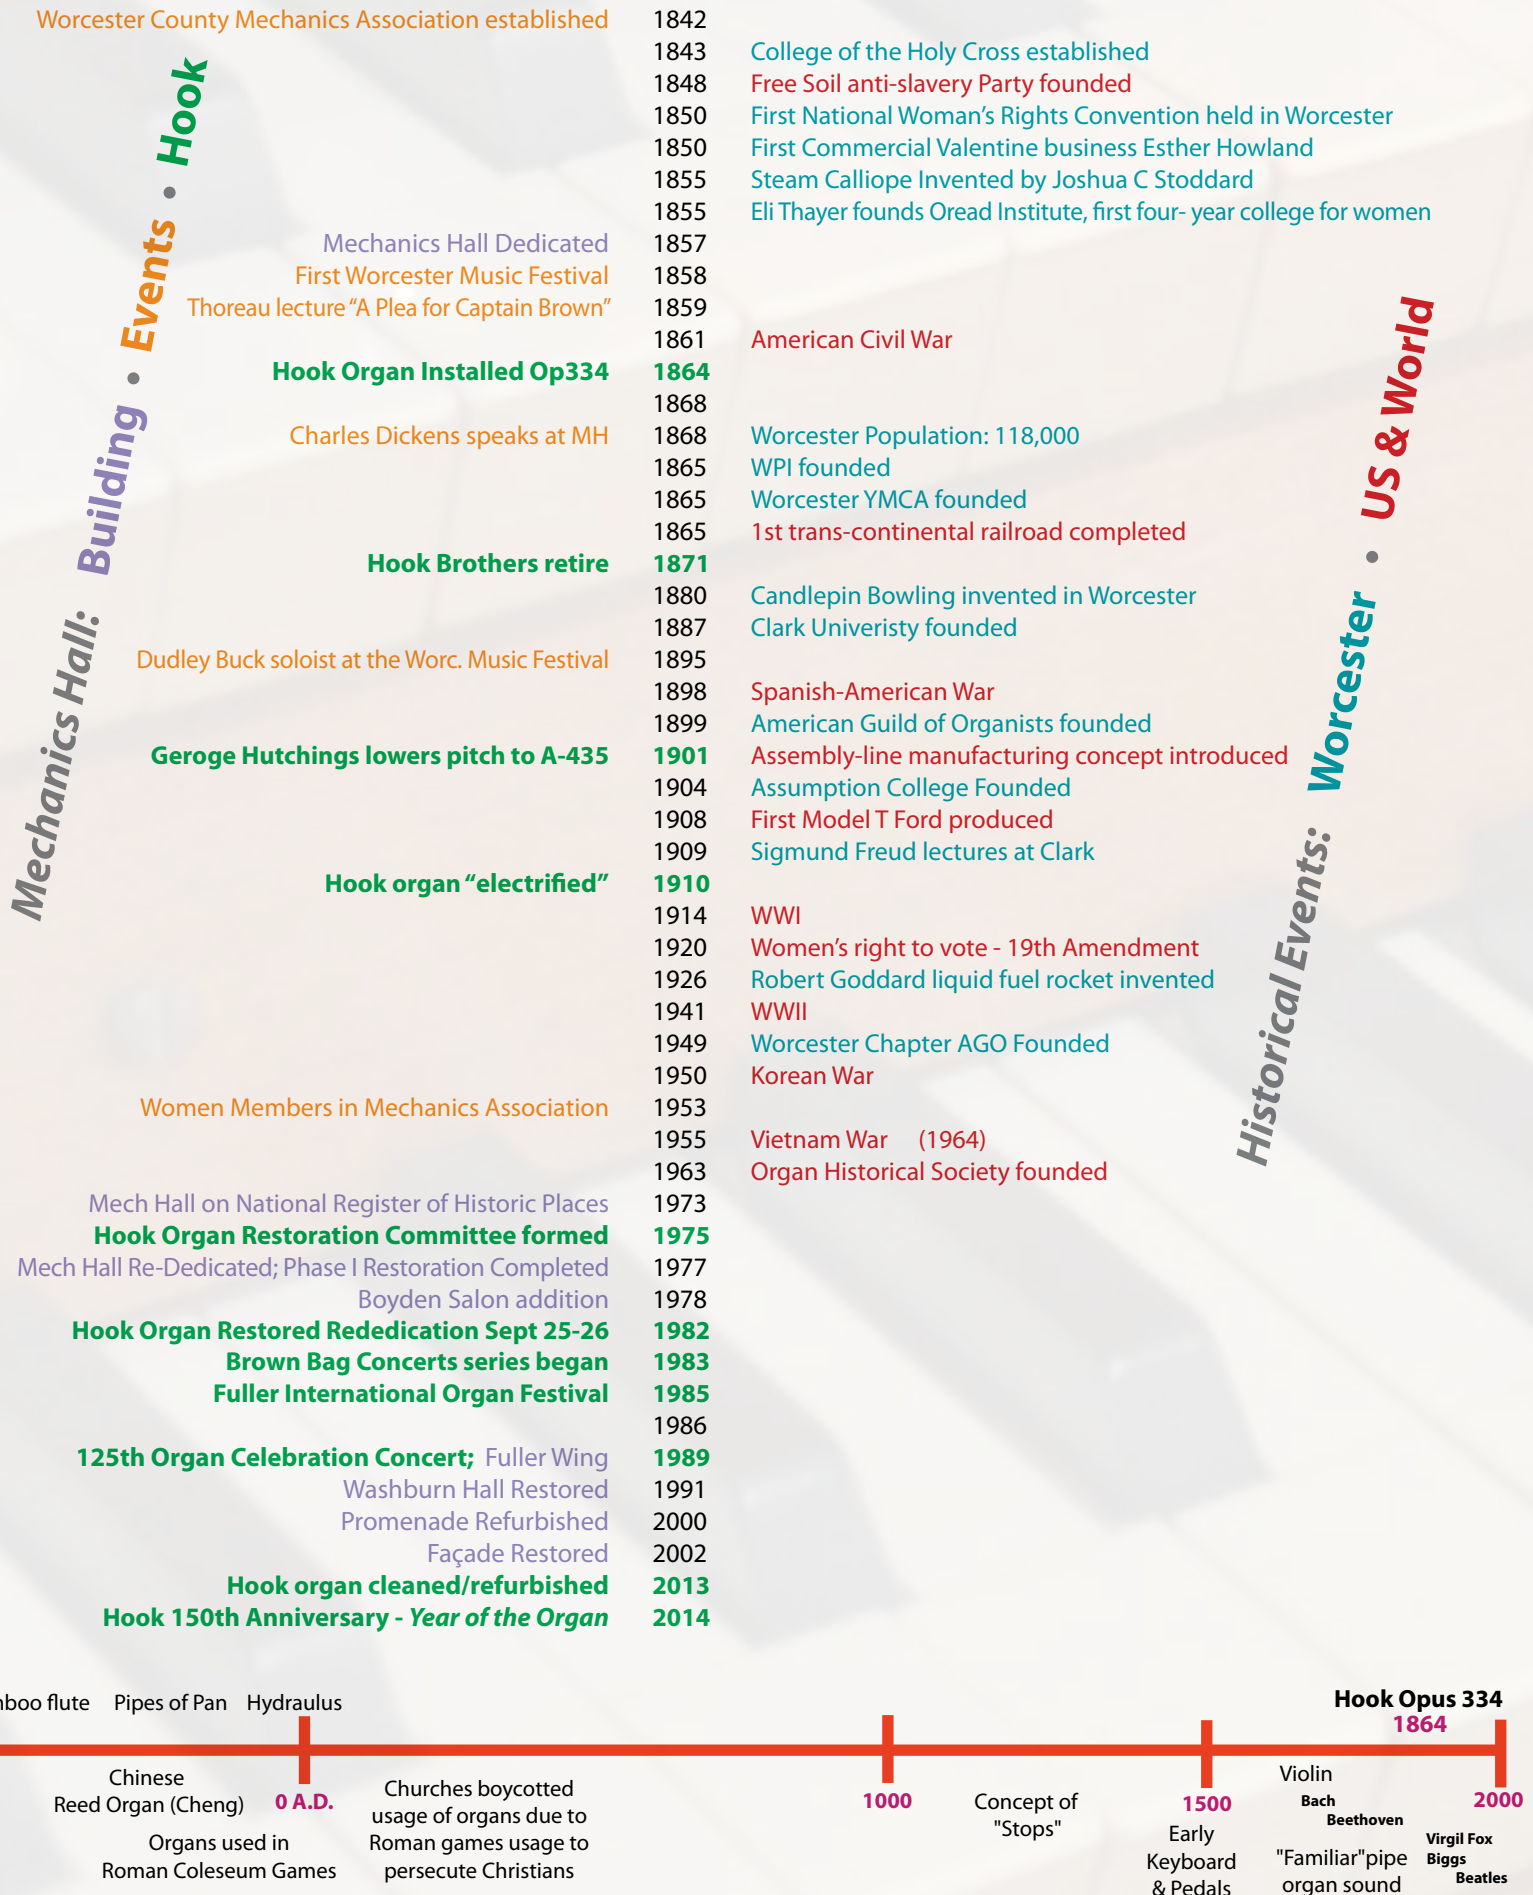 Worcester County Mechanics Association established 1842
1843 College of the Holy Cross established
1848 Free Soil anti-slavery Party founded
1850 First National Woman's Rights Convention held in Worcester
1850 First Commercial Valentine business Esther Howland
1855 Steam Calliope Invented by Joshua C Stoddard
1855 Eli Thayer founds Oread Institute, first four- year college for women
Mechanics Hall Dedicated 1857
First Worcester Music Festival 1858
Thoreau lecture “A Plea for Captain Brown” 1859
1861 American Civil War
Hook Organ Installed Op334 1864
1868
Charles Dickens speaks at MH 1868 Worcester Population: 118,000
1865 WPI founded
1865 Worcester YMCA founded
1865 1st trans-continental railroad completed
Hook Brothers retire 1871
1880 Candlepin Bowling invented in Worcester
1887 Clark Univeristy founded
Dudley Buck soloist at the Worc. Music Festival 1895
1898 Spanish-American War
1899 American Guild of Organists founded
Geroge Hutchings lowers pitch to A-435 1901 Assembly-line manufacturing concept introduced
1904 Assumption College Founded
1908 First Model T Ford produced
1909 Sigmund Freud lectures at Clark
Hook organ “electrified” 1910
1914 WWI
1920 Women's right to vote - 19th Amendment
1926 Robert Goddard liquid fuel rocket invented
1941 WWII
1949 Worcester Chapter AGO Founded
1950 Korean War
Women Members in Mechanics Association 1953
1955 Vietnam War (1964)
1963 Organ Historical Society founded
Mech Hall on National Register of Historic Places 1973
Hook Organ Restoration Committee formed 1975
Mech Hall Re-Dedicated; Phase I Restoration Completed 1977
Boyden Salon addition 1978
Hook Organ Restored Rededication Sept 25-26 1982
Brown Bag Concerts series began 1983
Fuller International Organ Festival 1985
1986
125th Organ Celebration Concert; Fuller Wing 1989
Washburn Hall Restored 1991
Promenade Refurbished 2000
Façade Restored 2002
Hook organ cleaned/refurbished 2013
Hook 150th Anniversary - Year of the Organ 2014
Mechanics Hall: Building • Events • Hook
Historical Events: Worcester • US & World
boo flute Pipes of Pan Hydraulus
Hook Opus 334
1864
Chinese
Reed Organ (Cheng)
0 A.D.
Organs used in
Roman Coleseum Games
Churches boycotted
usage of organs due to
Roman games usage to
persecute Christians
1000
Concept of
"Stops"
1500
Early
Keyboard
& Pedals
Violin
Bach
Beethoven
"Familiar"pipe
organ sound
2000
Virgil Fox
Biggs
Beatles